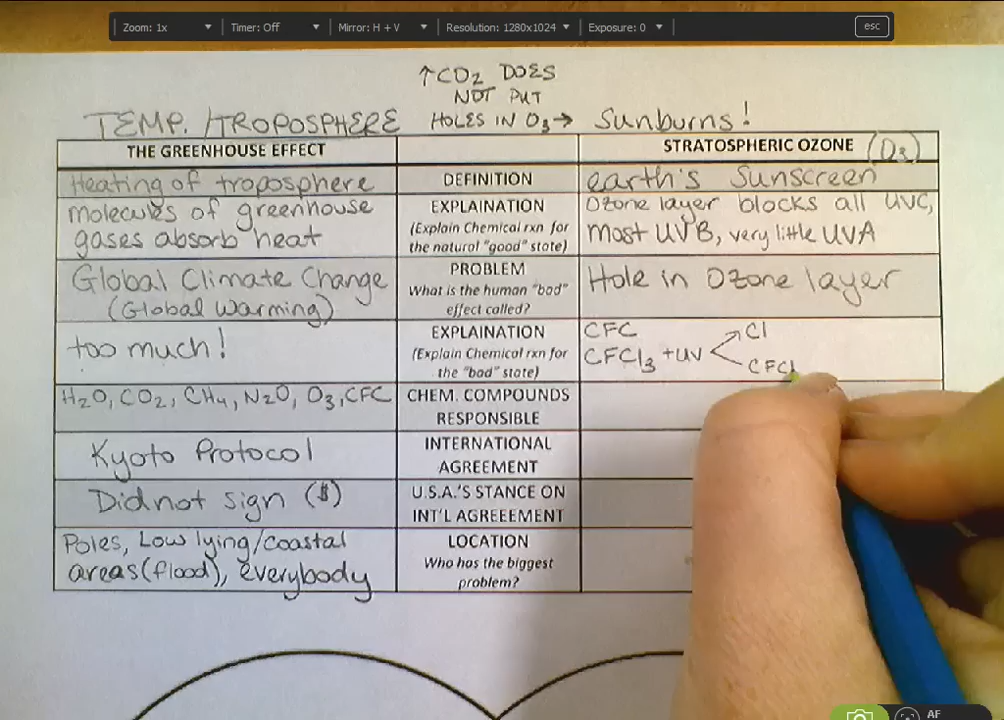 Zoom: 1x Timer: Off Mirror: H + V Resolution: 1280x1024 Exposure: 0 esc
↑CO2 DOES
NOT PUT
TEMP. /TROPOSPHERE HOLES IN O3→ Sunburns!
THE GREENHOUSE EFFECT STRATOSPHERIC OZONE (O3)
Heating of troposphere DEFINITION earth's Sunscreen
molecules of greenhouse EXPLAINATION Ozone layer blocks all UVC,
gases absorb heat (Explain Chemical rxn for most UVB, very little UVA
the natural "good" state)
Global Climate Change PROBLEM Hole in Ozone layer
(Global Warming) What is the human "bad"
effect called?
too much! EXPLAINATION CFC Cl
(Explain Chemical rxn for CFCl3 + UV
the "bad" state) CFCl
H2O, CO2, CH4, N2O, O3, CFC CHEM. COMPOUNDS
RESPONSIBLE
Kyoto Protocol INTERNATIONAL
AGREEMENT
Did not sign ($) U.S.A.'S STANCE ON
INT'L AGREEEMENT
Poles, Low lying/coastal LOCATION
areas(flood), everybody Who has the biggest
problem?
AF